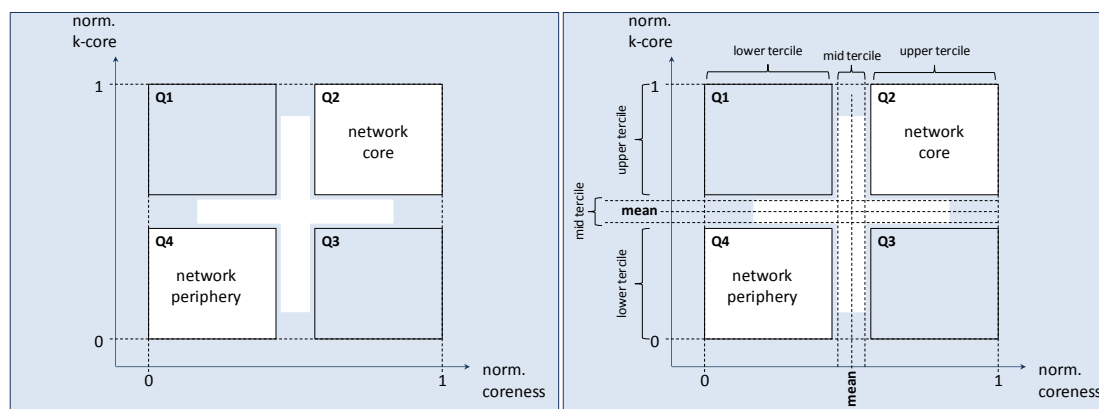 norm.
k-core
1
Q1
Q2
network
core
Q4
network
periphery
Q3
0
0
1
norm.
coreness
norm.
k-core
lower tercile
mid tercile
upper tercile
1
Q1
Q2
network
core
upper tercile
mid tercile
mean
Q4
network
periphery
Q3
lower tercile
0
0
mean
1
norm.
coreness